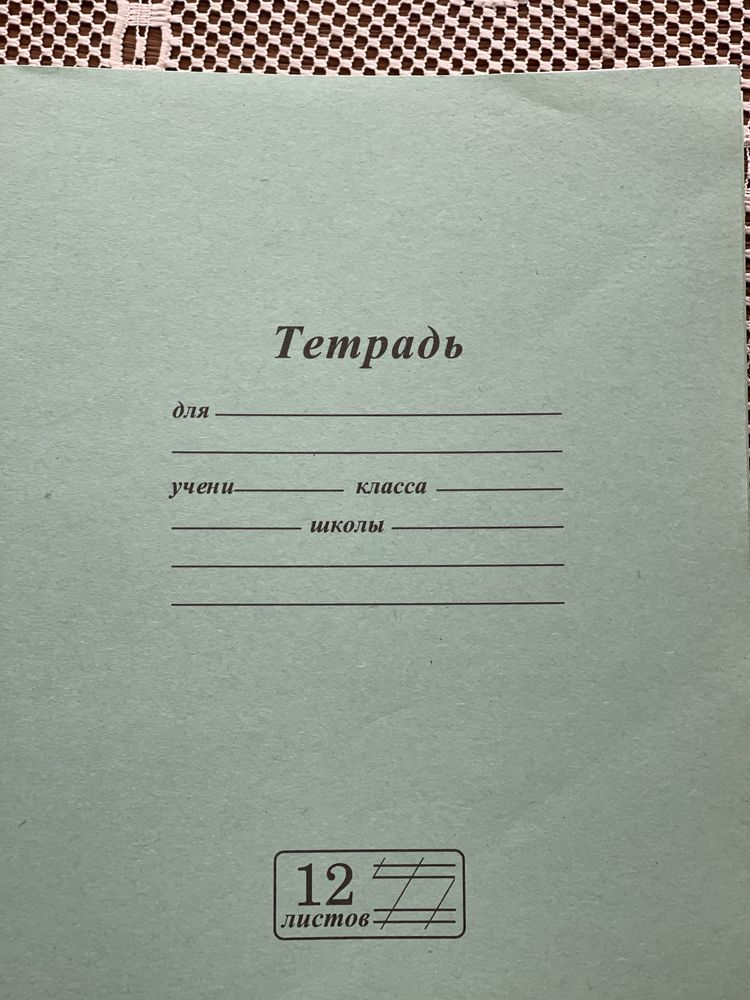 Тетрадь
для
учени класса
школы
12
листов